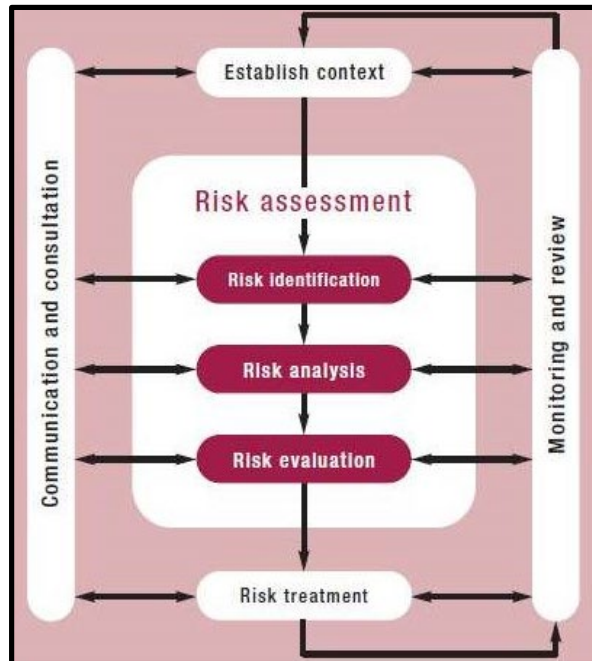 Establish context
Risk assessment
Risk identification
Risk analysis
Risk evaluation
Risk treatment
Communication and consultation
Monitoring and review